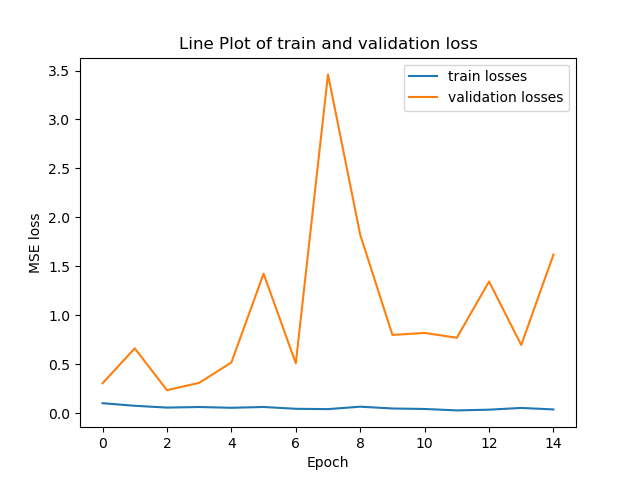 Line Plot of train and validation loss
train losses
validation losses
3.5
3.0
2.5
2.0
1.5
1.0
0.5
0.0
MSE loss
0 2 4 6 8 10 12 14
Epoch